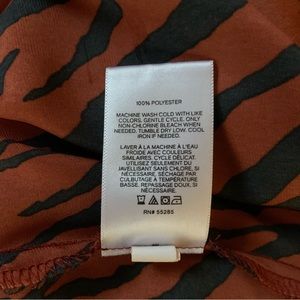 100% POLYESTER
MACHINE WASH COLD WITH LIKE
COLORS, GENTLE CYCLE, ONLY
NON-CHLORINE BLEACH WHEN
NEEDED. TUMBLE DRY LOW. COOL
IRON IF NEEDED.
LAVER À LA MACHINE À L'EAU
FROIDE AVEC COULEURS
SIMILAIRES. CYCLE DÉLICAT.
UTILISEZ SEULEMENT DU
JAVELLISANT SANS CHLORE SI
NÉCESSAIRE, SÉCHAGE PAR
CULBUTAGE À TEMPÉRATURE
BASSE. REPASSAGE DOUX, SI
NÉCESSAIRE.
RN# 55285